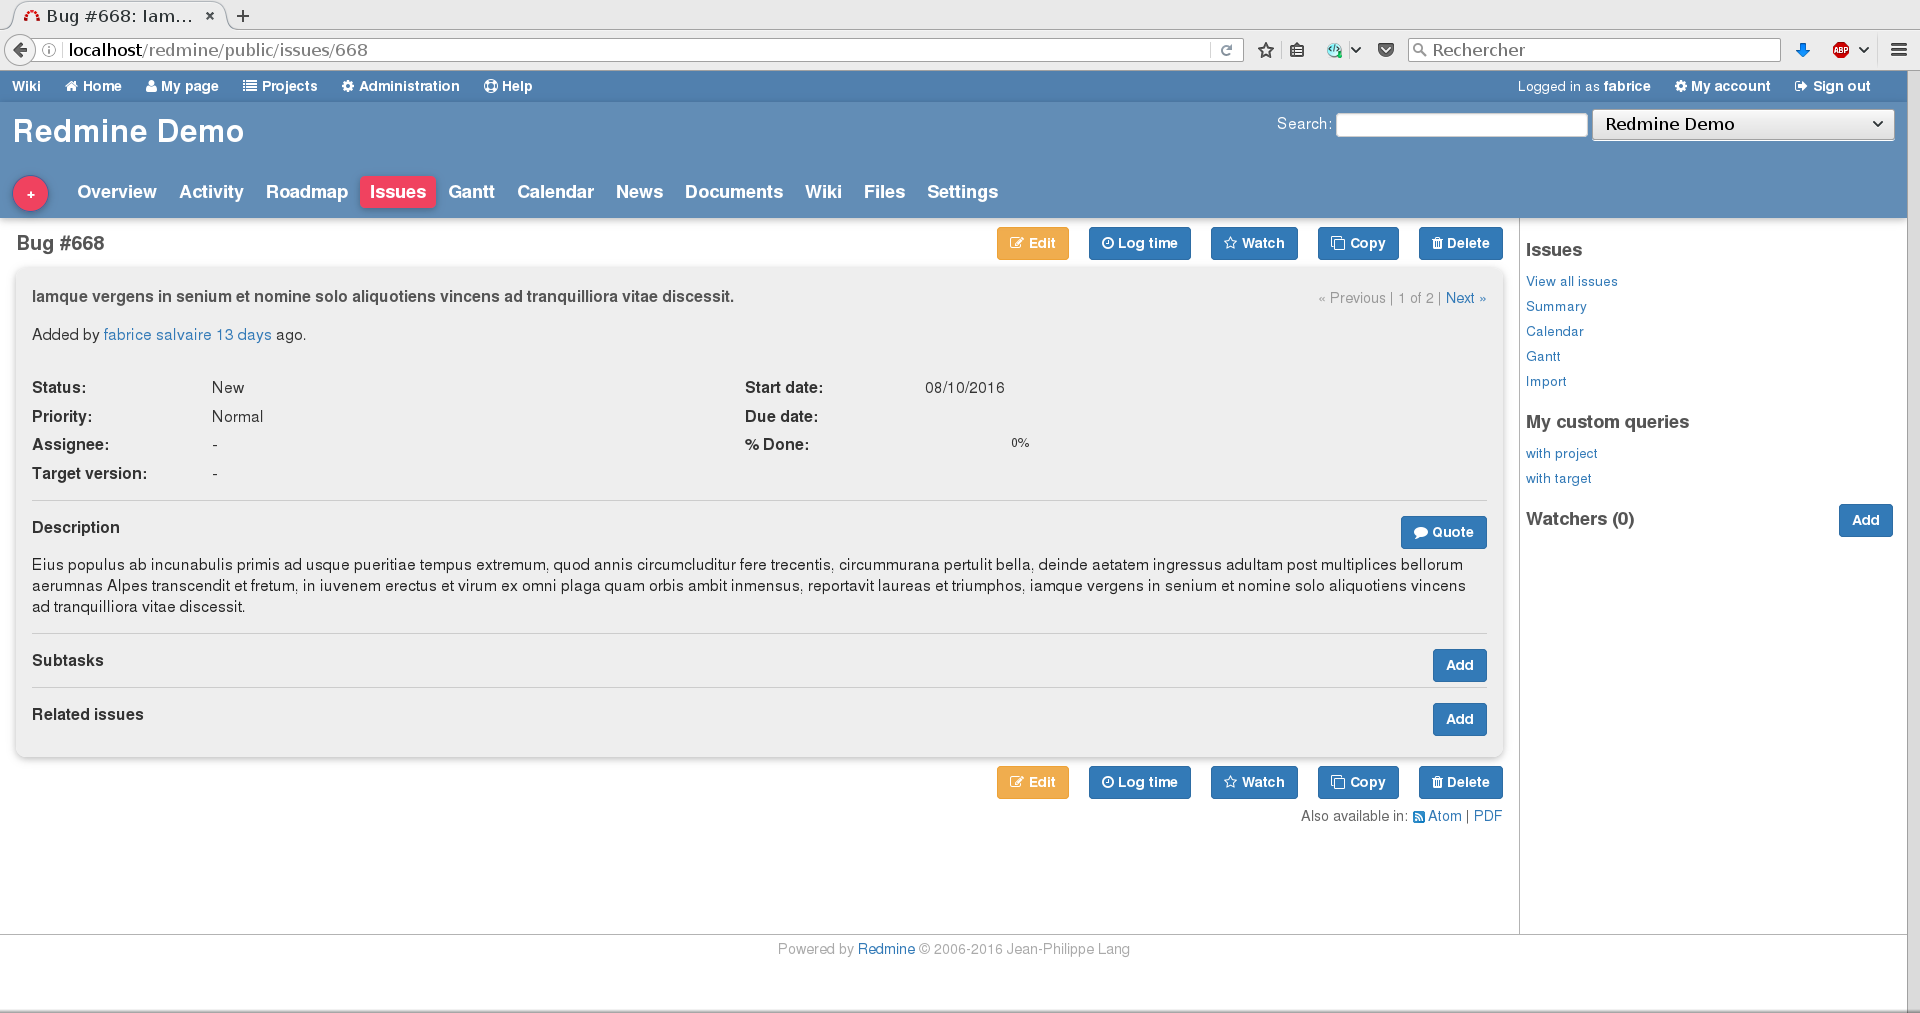 Bug #668: Iam...
localhost/redmine/public/issues/668
Rechercher
ABP
Wiki Home My page Projects Administration Help
Logged in as fabrice My account Sign out
Redmine Demo
Search:
Redmine Demo
+ Overview Activity Roadmap Issues Gantt Calendar News Documents Wiki Files Settings
Bug #668
Edit Log time Watch Copy Delete
Iamque vergens in senium et nomine solo aliquotiens vincens ad tranquilliora vitae discessit.
« Previous | 1 of 2 | Next »
Added by fabrice salvaire 13 days ago.
Status: New
Start date: 08/10/2016
Priority: Normal
Due date:
Assignee: -
% Done: 0%
Target version: -
Description
Quote
Eius populus ab incunabulis primis ad usque pueritiae tempus extremum, quod annis circumcluditur fere trecentis, circummurana pertulit bella, deinde aetatem ingressus adultam post multiplices bellorum
aerumnas Alpes transcendit et fretum, in iuvenem erectus et virum ex omni plaga quam orbis ambit inmensus, reportavit laureas et triumphos, iamque vergens in senium et nomine solo aliquotiens vincens
ad tranquilliora vitae discessit.
Subtasks
Add
Related issues
Add
Edit Log time Watch Copy Delete
Also available in: Atom | PDF
Issues
View all issues
Summary
Calendar
Gantt
Import
My custom queries
with project
with target
Watchers (0)
Add
Powered by Redmine © 2006-2016 Jean-Philippe Lang